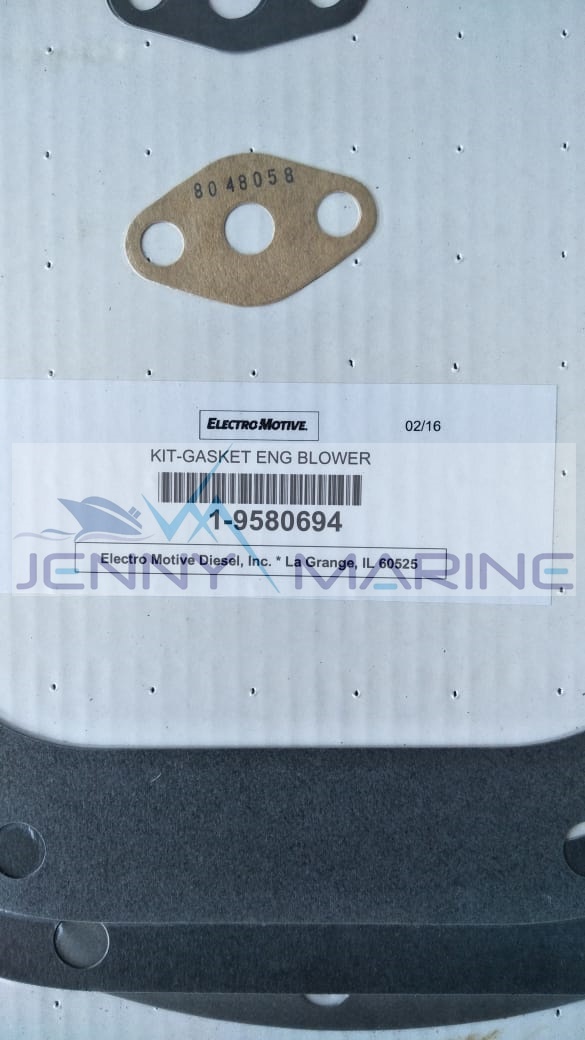 8048058
ELECTRO-MOTIVE.
02/16
KIT-GASKET ENG BLOWER
1-9580694
Electro Motive Diesel, Inc. * La Grange, IL 60525
JENNY MARINE